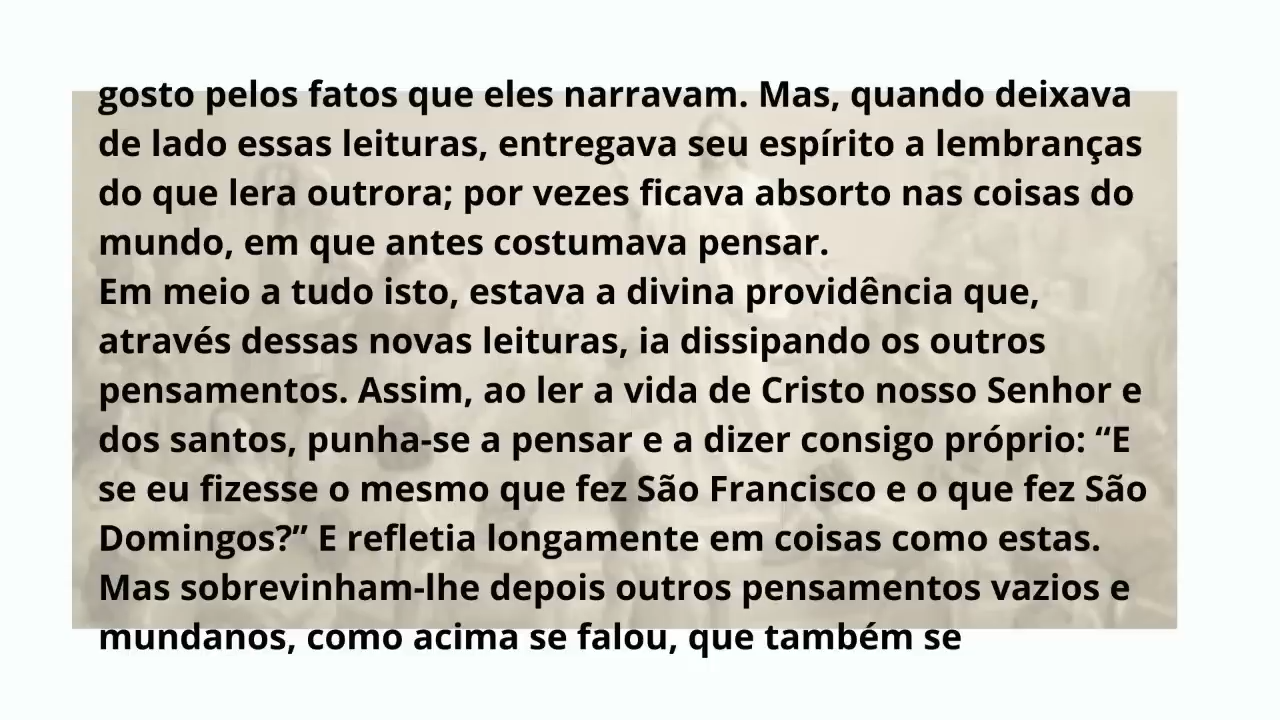 gosto pelos fatos que eles narravam. Mas, quando deixava
de lado essas leituras, entregava seu espírito a lembranças
do que lera outrora; por vezes ficava absorto nas coisas do
mundo, em que antes costumava pensar.
Em meio a tudo isto, estava a divina providência que,
através dessas novas leituras, ia dissipando os outros
pensamentos. Assim, ao ler a vida de Cristo nosso Senhor e
dos santos, punha-se a pensar e a dizer consigo próprio: “E
se eu fizesse o mesmo que fez São Francisco e o que fez São
Domingos?” E refletia longamente em coisas como estas.
Mas sobrevinham-lhe depois outros pensamentos vazios e
mundanos, como acima se falou, que também se